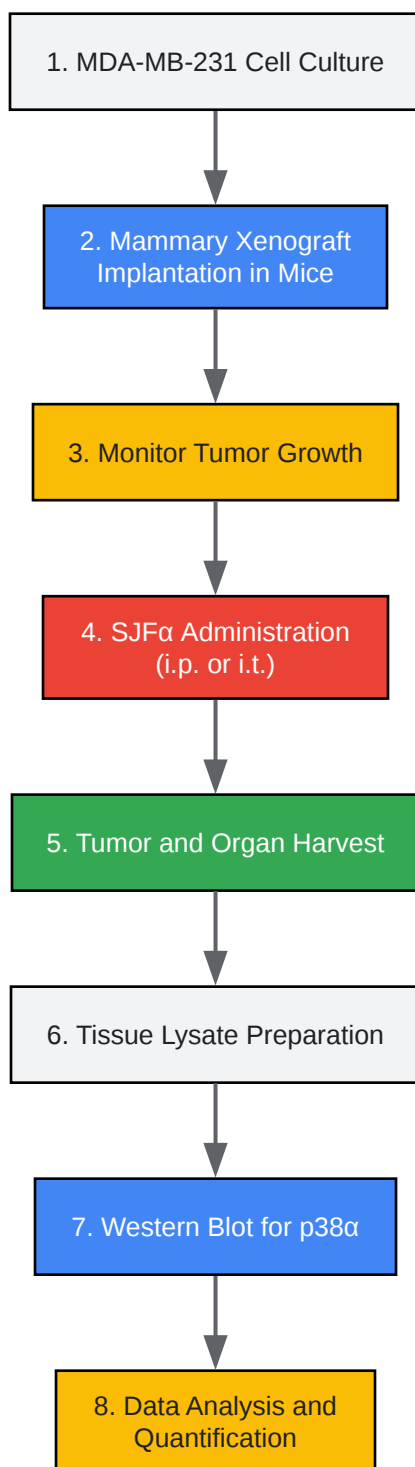 1. MDA-MB-231 Cell Culture
2. Mammary Xenograft
Implantation in Mice
3. Monitor Tumor Growth
4. SJFα Administration
(i.p. or i.t.)
5. Tumor and Organ Harvest
6. Tissue Lysate Preparation
7. Western Blot for p38α
8. Data Analysis and
Quantification